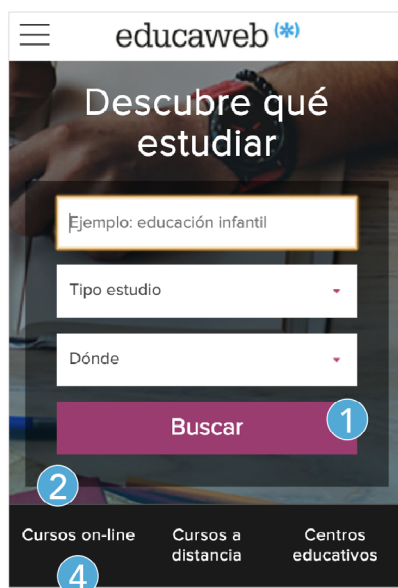 educaweb(*)
Descubre qué
estudiar
Ejemplo: educación infantil
Tipo estudio
Dónde
Buscar
1
2
Cursos on-line
Cursos a
distancia
Centros
educativos
4